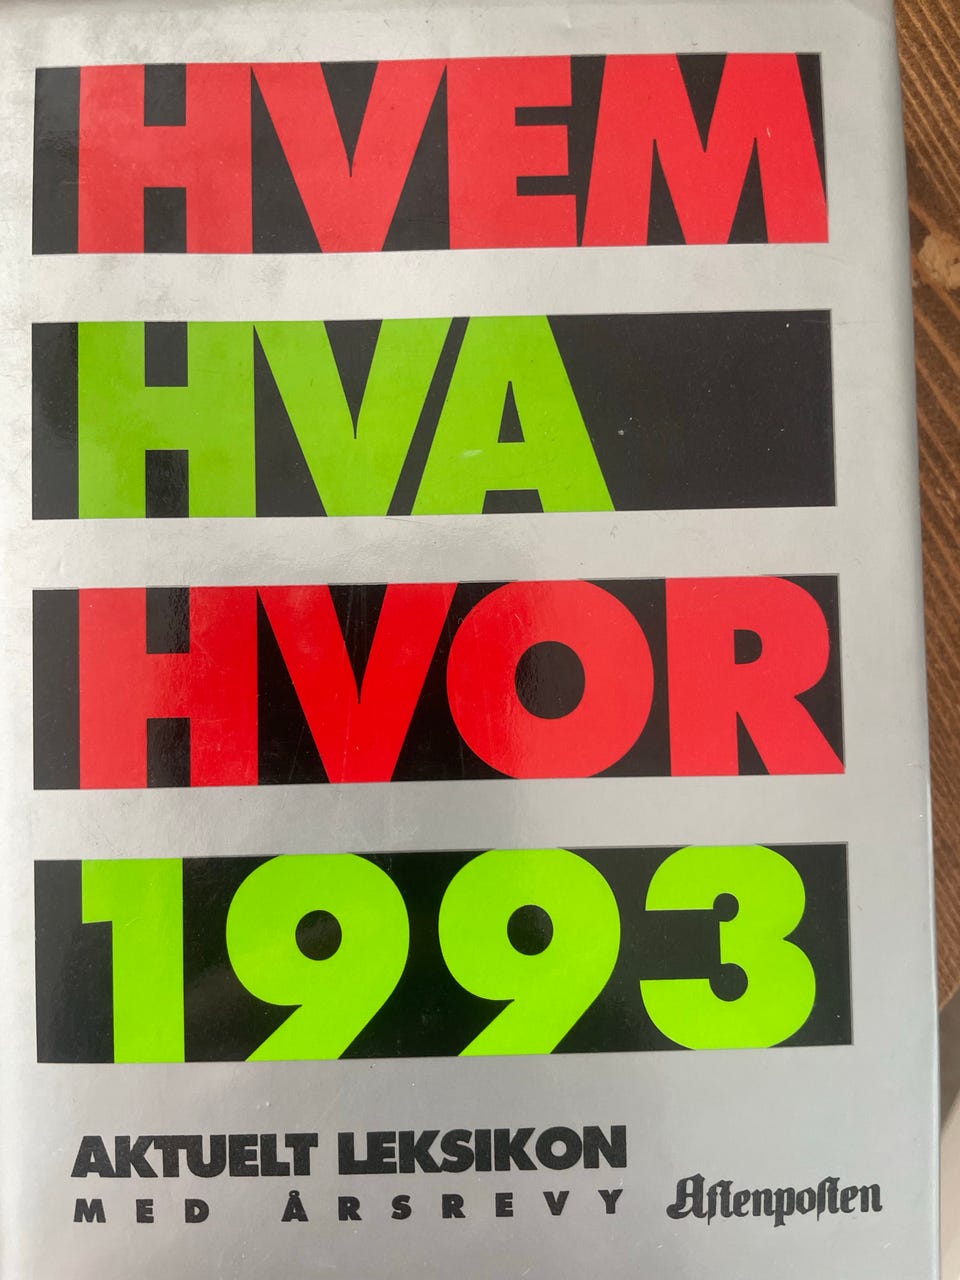 HVEM
HVA
HVOR
1993
AKTUELT LEKSIKON
MED ÅRSREVY
Aftenposten